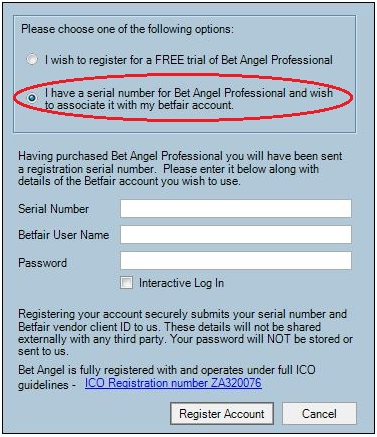 Please choose one of the following options:
I wish to register for a FREE trial of Bet Angel Professional
I have a serial number for Bet Angel Professional and wish
to associate it with my betfair account.
Having purchased Bet Angel Professional you will have been sent
a registration serial number. Please enter it below along with
details of the Betfair account you wish to use.
Serial Number
Betfair User Name
Password
Interactive Log In
Registering your account securely submits your serial number and
Betfair vendor client ID to us. These details will not be shared
externally with any third party. Your password will NOT be stored or
sent to us.
Bet Angel is fully registered with and operates under full ICO
guidelines - ICO Registration number ZA320076
Register Account
Cancel